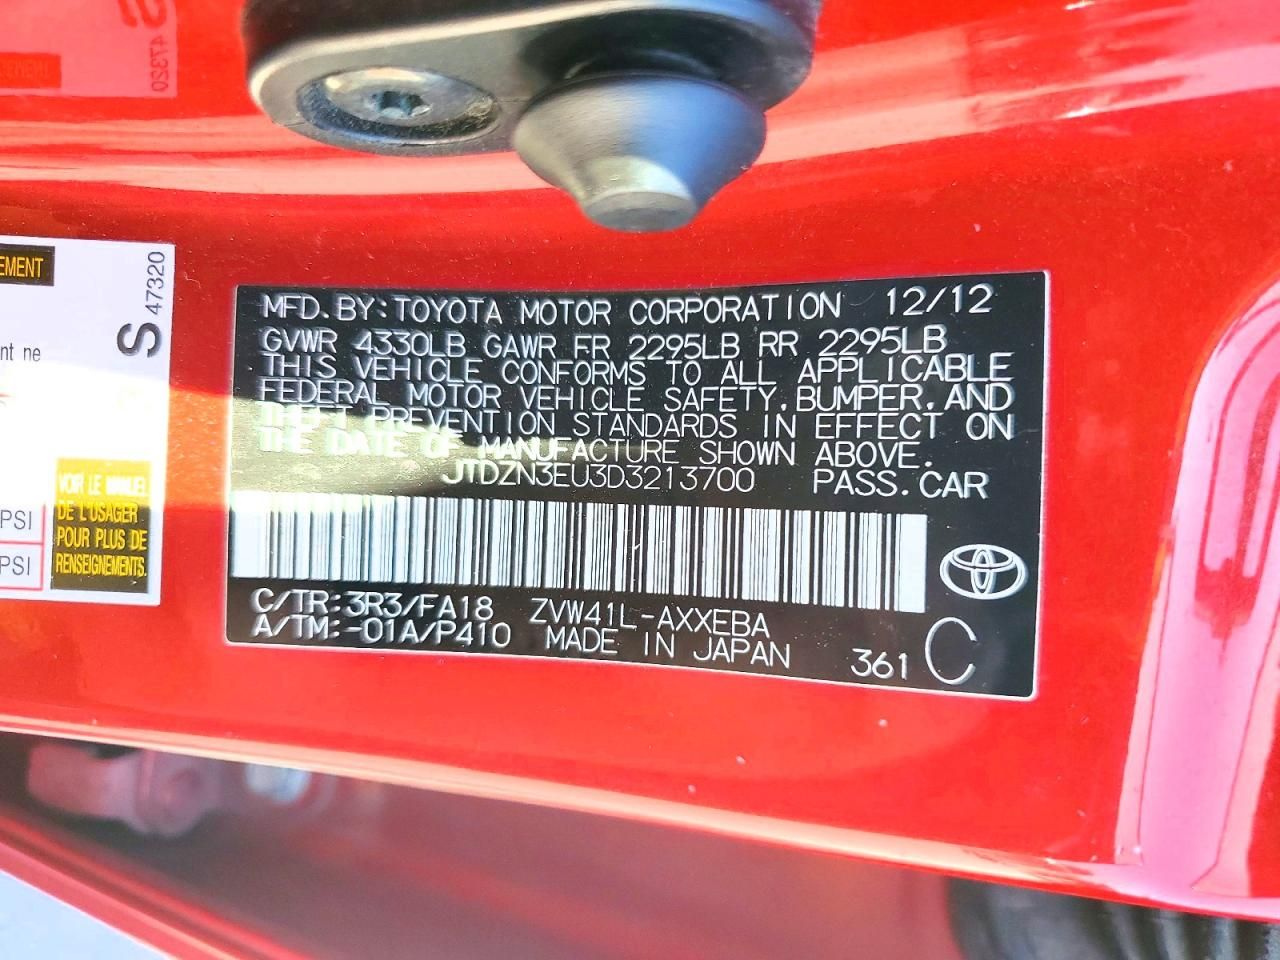 EMENT
S 47320
nt ne
VOIR LE MANUEL
DE L'USAGER
POUR PLUS DE
RENSEIGNEMENTS.
PSI
PSI
MFD. BY: TOYOTA MOTOR CORPORATION 12/12
GVWR 4330LB GAWR FR 2295LB RR 2295LB
THIS VEHICLE CONFORMS TO ALL APPLICABLE
FEDERAL MOTOR VEHICLE SAFETY, BUMPER, AND
THEFT PREVENTION STANDARDS IN EFFECT ON
THE DATE OF MANUFACTURE SHOWN ABOVE.
JTDZN3EU3D3213700 PASS. CAR
C/TR: 3R3/FA18 ZVW41L-AXXEBA
A/TM: -01A/P410 MADE IN JAPAN
361 C